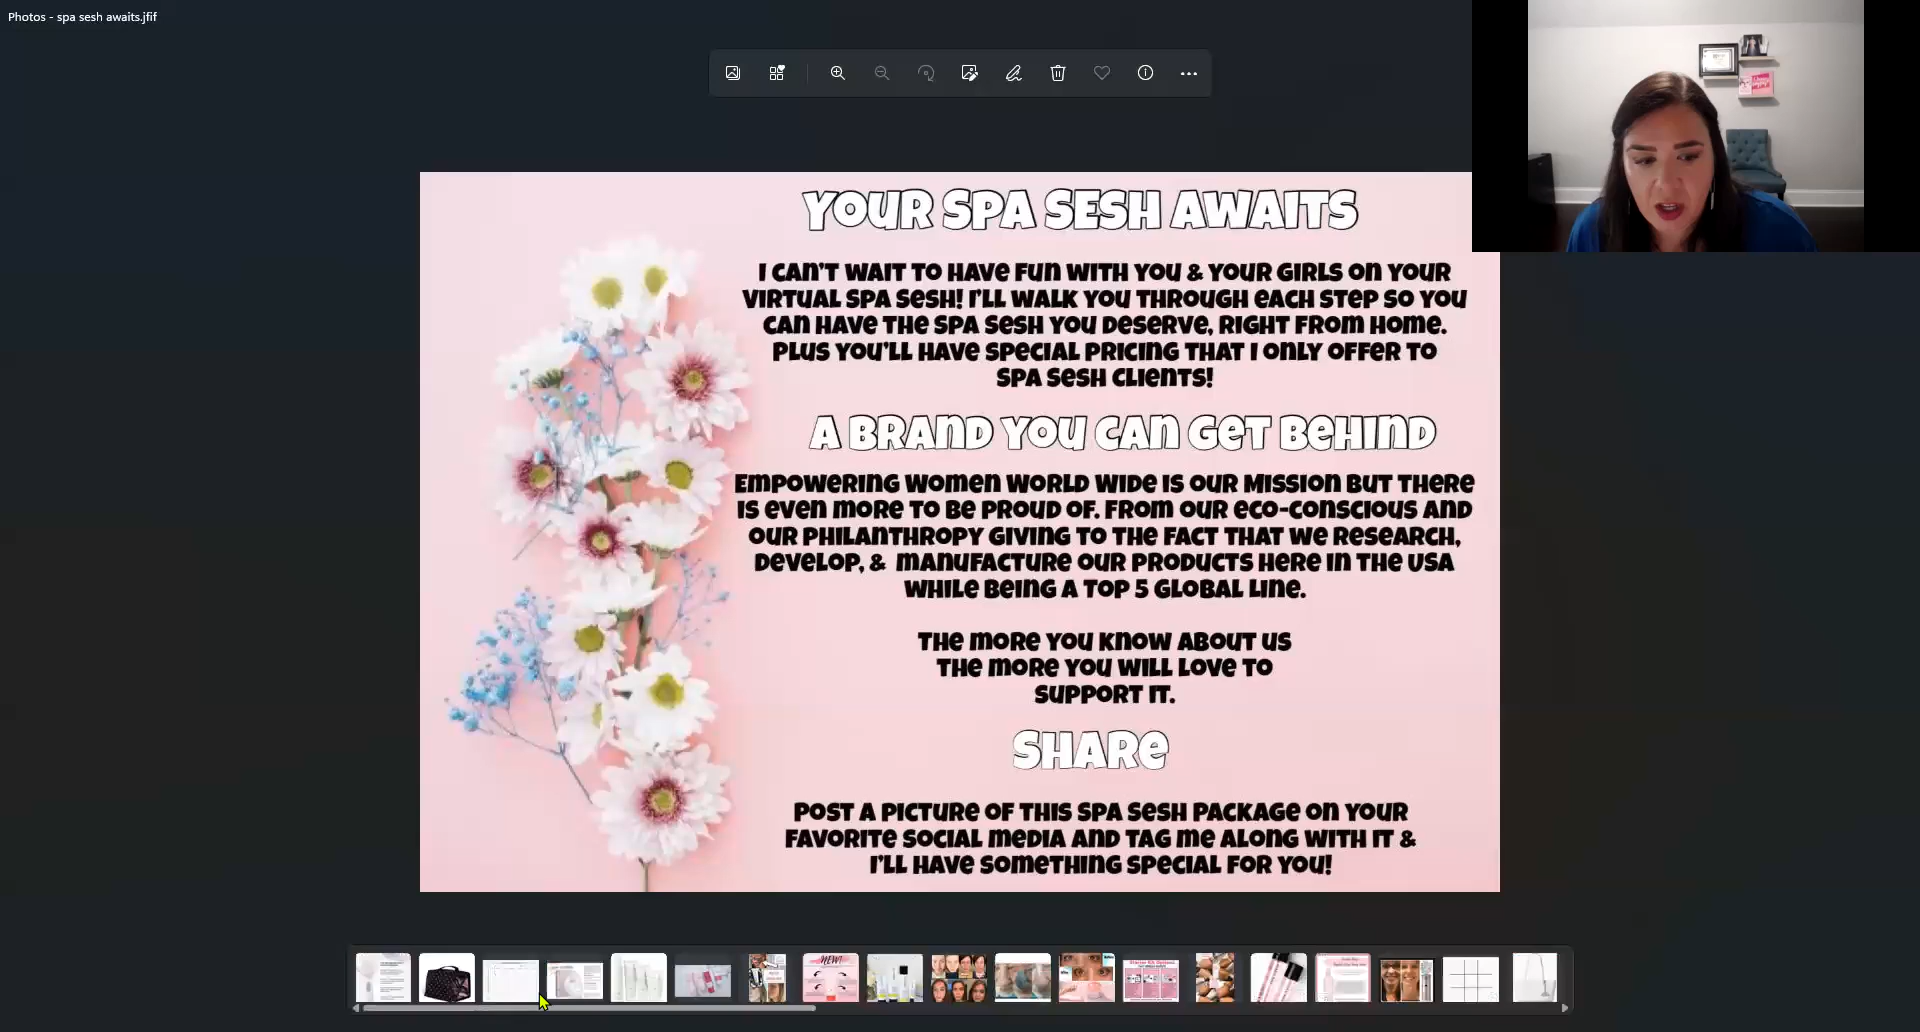 Photos - spa sesh awaits.jfif
YOUR SPA SESH AWAITS
I CAN'T WAIT TO HAVE FUN WITH YOU & YOUR GIRLS ON YOUR
VIRTUAL SPA SESH! I'LL WALK YOU THROUGH EACH STEP SO YOU
CAN HAVE THE SPA SESH YOU DESERVE, RIGHT FROM HOME.
PLUS YOU'LL HAVE SPECIAL PRICING THAT I ONLY OFFER TO
SPA SESH CLIENTS!
A BRAND YOU CAN GET BEHIND
EMPOWERING WOMEN WORLD WIDE IS OUR MISSION BUT THERE
IS EVEN MORE TO BE PROUD OF. FROM OUR ECO-CONSCIOUS AND
OUR PHILANTHROPY GIVING TO THE FACT THAT WE RESEARCH,
DEVELOP, & MANUFACTURE OUR PRODUCTS HERE IN THE USA
WHILE BEING A TOP 5 GLOBAL LINE.
THE MORE YOU KNOW ABOUT US
THE MORE YOU WILL LOVE TO
SUPPORT IT.
SHARE
POST A PICTURE OF THIS SPA SESH PACKAGE ON YOUR
FAVORITE SOCIAL MEDIA AND TAG ME ALONG WITH IT &
I'LL HAVE SOMETHING SPECIAL FOR YOU!
NEW!